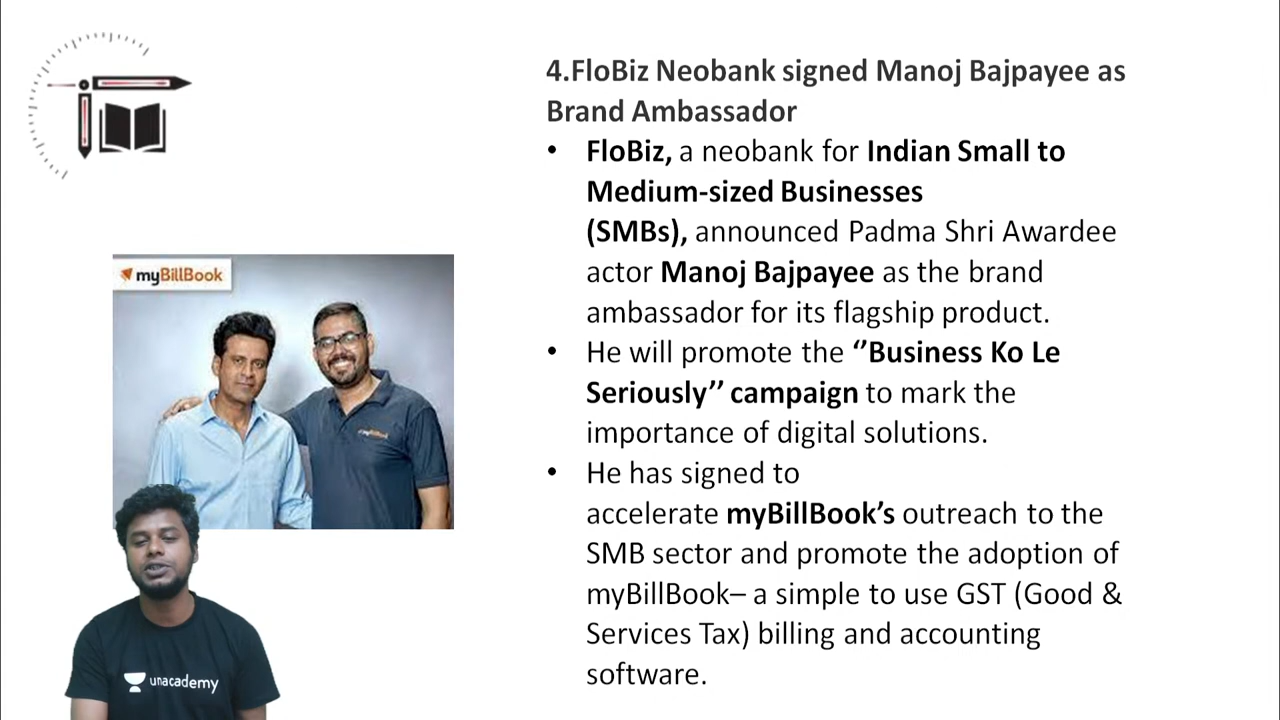 4.FloBiz Neobank signed Manoj Bajpayee as
Brand Ambassador
• FloBiz, a neobank for Indian Small to
Medium-sized Businesses
(SMBs), announced Padma Shri Awardee
actor Manoj Bajpayee as the brand
ambassador for its flagship product.
• He will promote the ‘’Business Ko Le
Seriously’’ campaign to mark the
importance of digital solutions.
• He has signed to
accelerate myBillBook’s outreach to the
SMB sector and promote the adoption of
myBillBook– a simple to use GST (Good &
Services Tax) billing and accounting
software.
myBillBook
myBillBook
unacademy